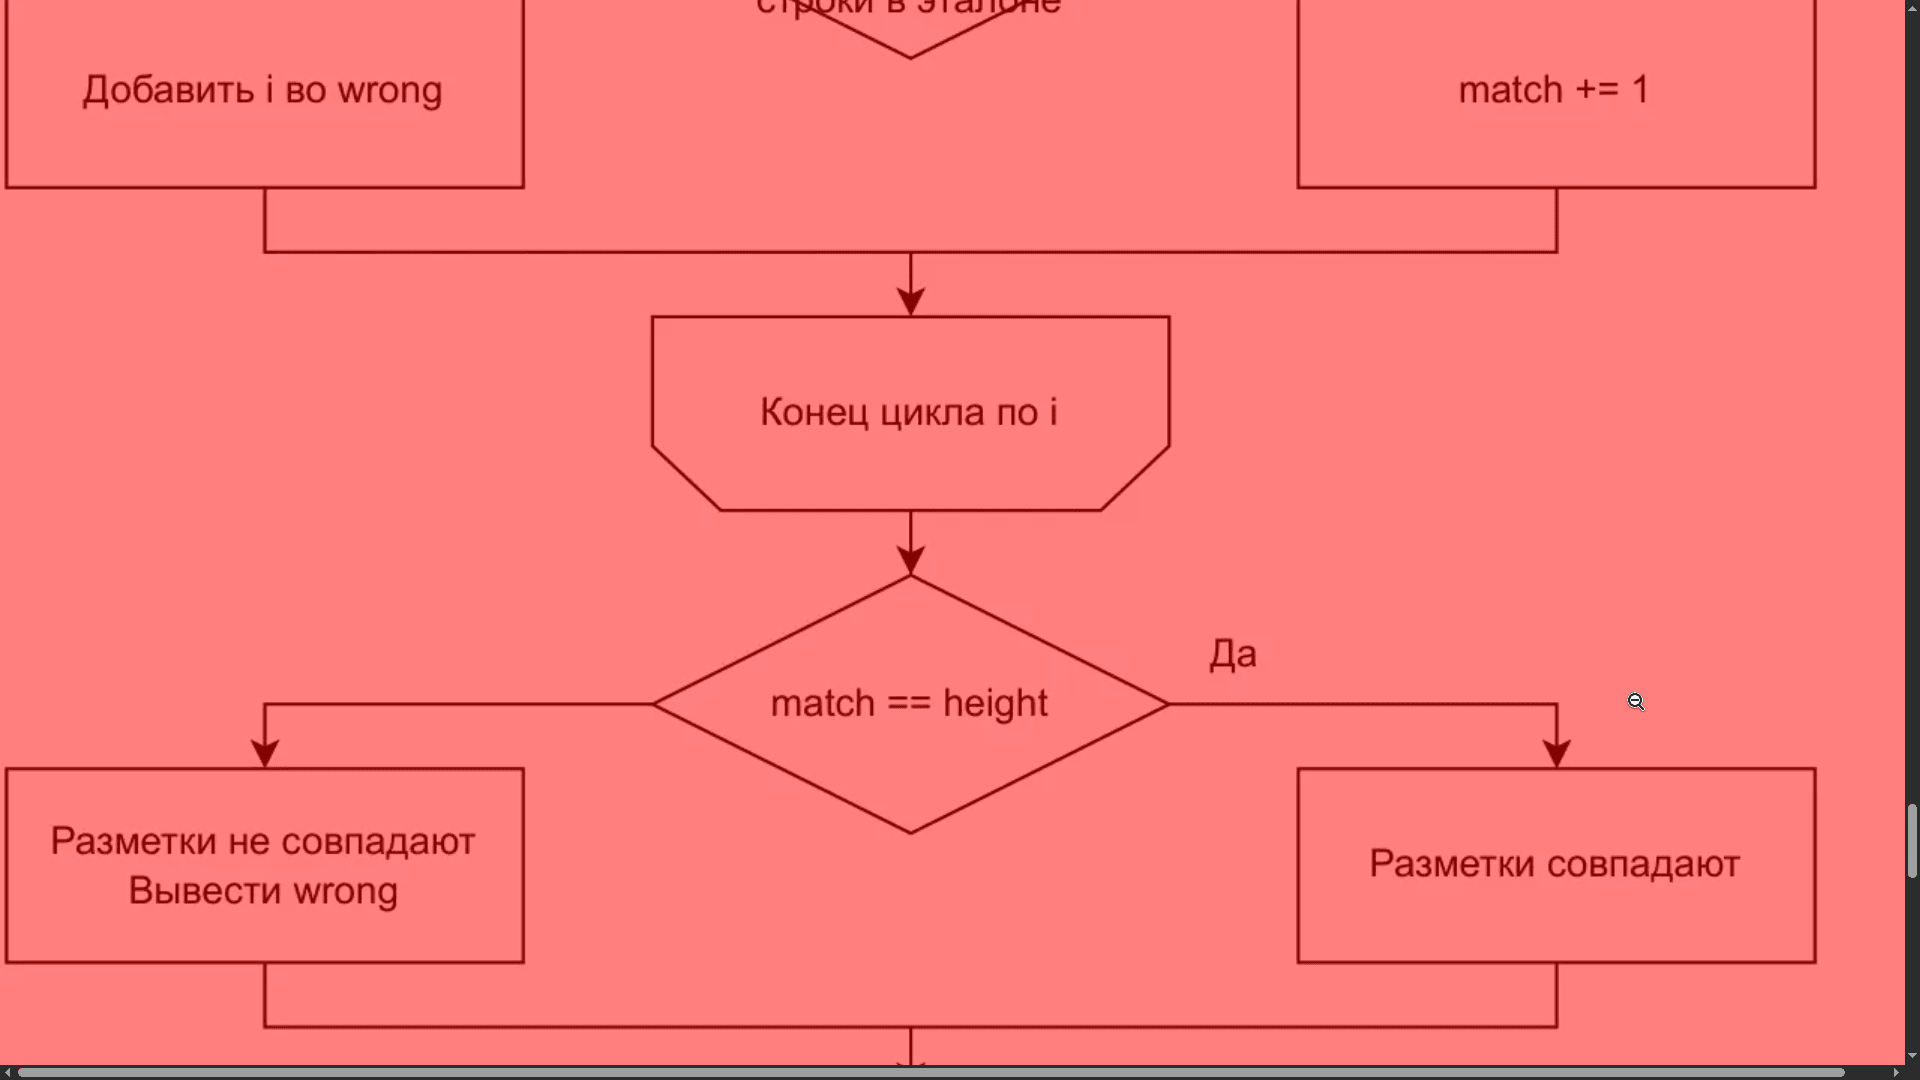 строки в эталоне
Добавить i во wrong
match += 1
Конец цикла по i
Да
match == height
Разметки не совпадают
Вывести wrong
Разметки совпадают